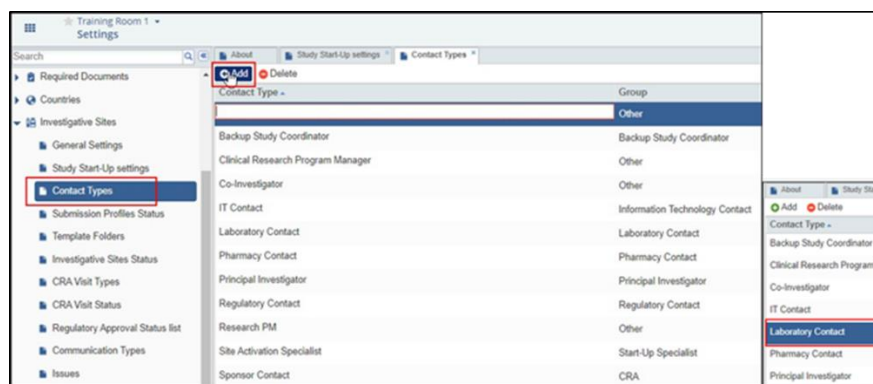 Training Room 1
Settings
Search
Required Documents
Countries
Investigative Sites
General Settings
Study Start-Up settings
Contact Types
Submission Profiles Status
Template Folders
Investigative Sites Status
CRA Visit Types
CRA Visit Status
Regulatory Approval Status list
Communication Types
Issues
About Study Start-Up settings Contact Types
Add Delete
Contact Type Group
Other
Backup Study Coordinator Backup Study Coordinator
Clinical Research Program Manager Other
Co-Investigator Other
IT Contact Information Technology Contact
Laboratory Contact Laboratory Contact
Pharmacy Contact Pharmacy Contact
Principal Investigator Principal Investigator
Regulatory Contact Regulatory Contact
Research PM Other
Site Activation Specialist Start-Up Specialist
Sponsor Contact CRA
About Study Sta
Add Delete
Contact Type
Backup Study Coordinator
Clinical Research Program
Co-Investigator
IT Contact
Laboratory Contact
Pharmacy Contact
Principal Investigator